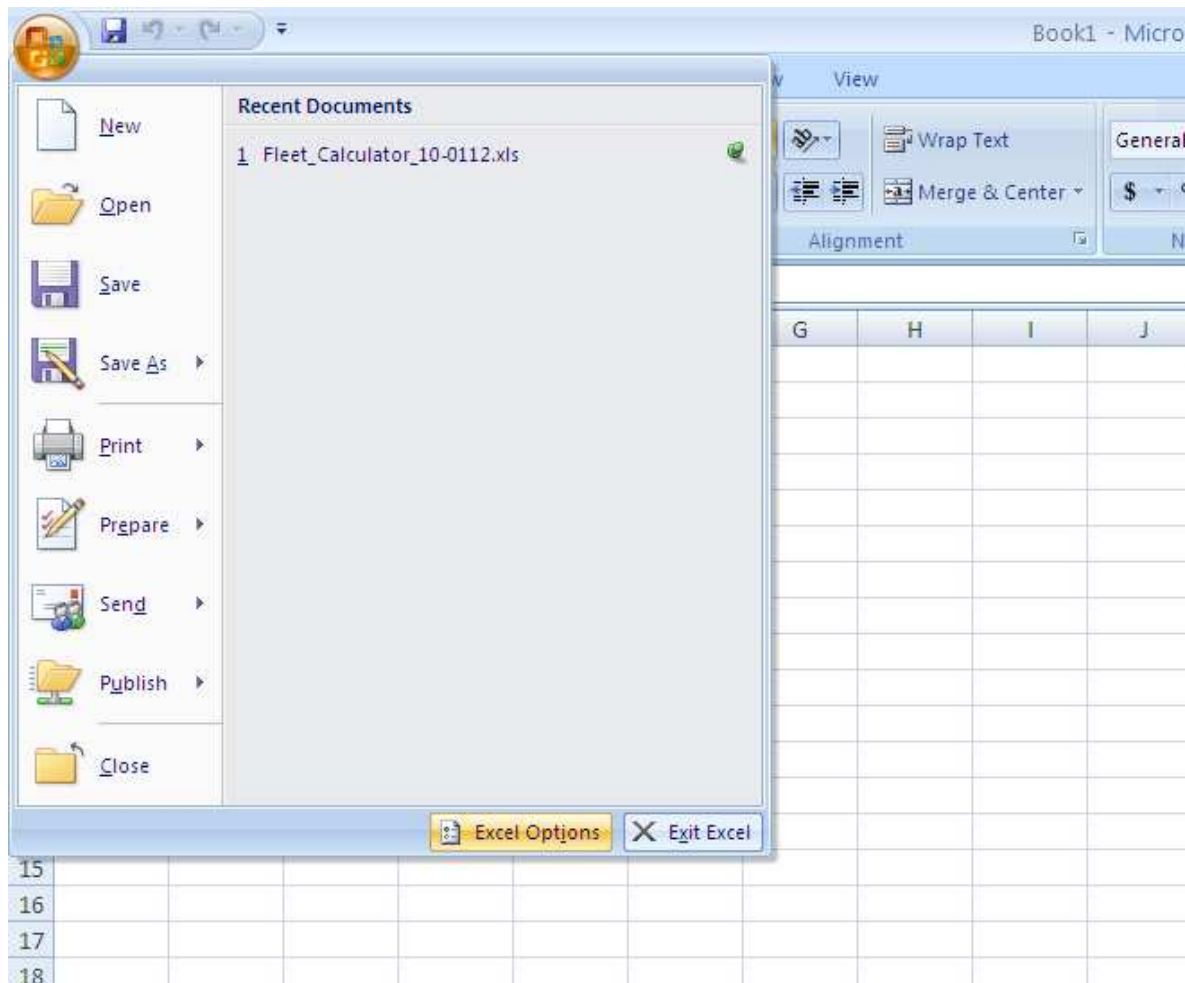 Book1 - Micro
View
New
Open
Save
Save As
Print
Prepare
Send
Publish
Close
Recent Documents
1 Fleet_Calculator_10-0112.xls
Excel Options
Exit Excel
Wrap Text
General
Merge & Center
$
Alignment
N
G H I J
15
16
17
18